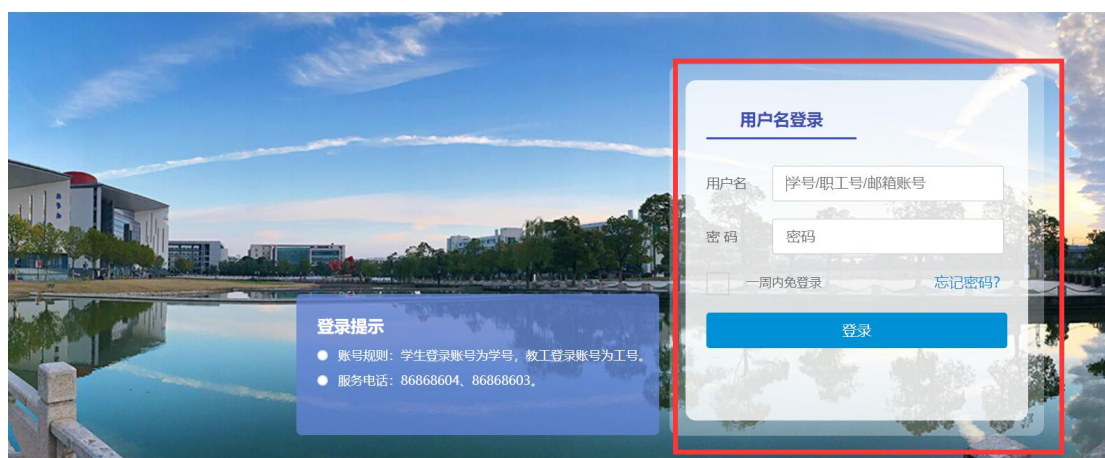 用户名登录
用户名 学号/职工号/邮箱账号
密 码 密码
一周内免登录 忘记密码?
登录
登录提示
账号规则：学生登录账号为学号，教工登录账号为工号。
服务电话：86868604、86868603。